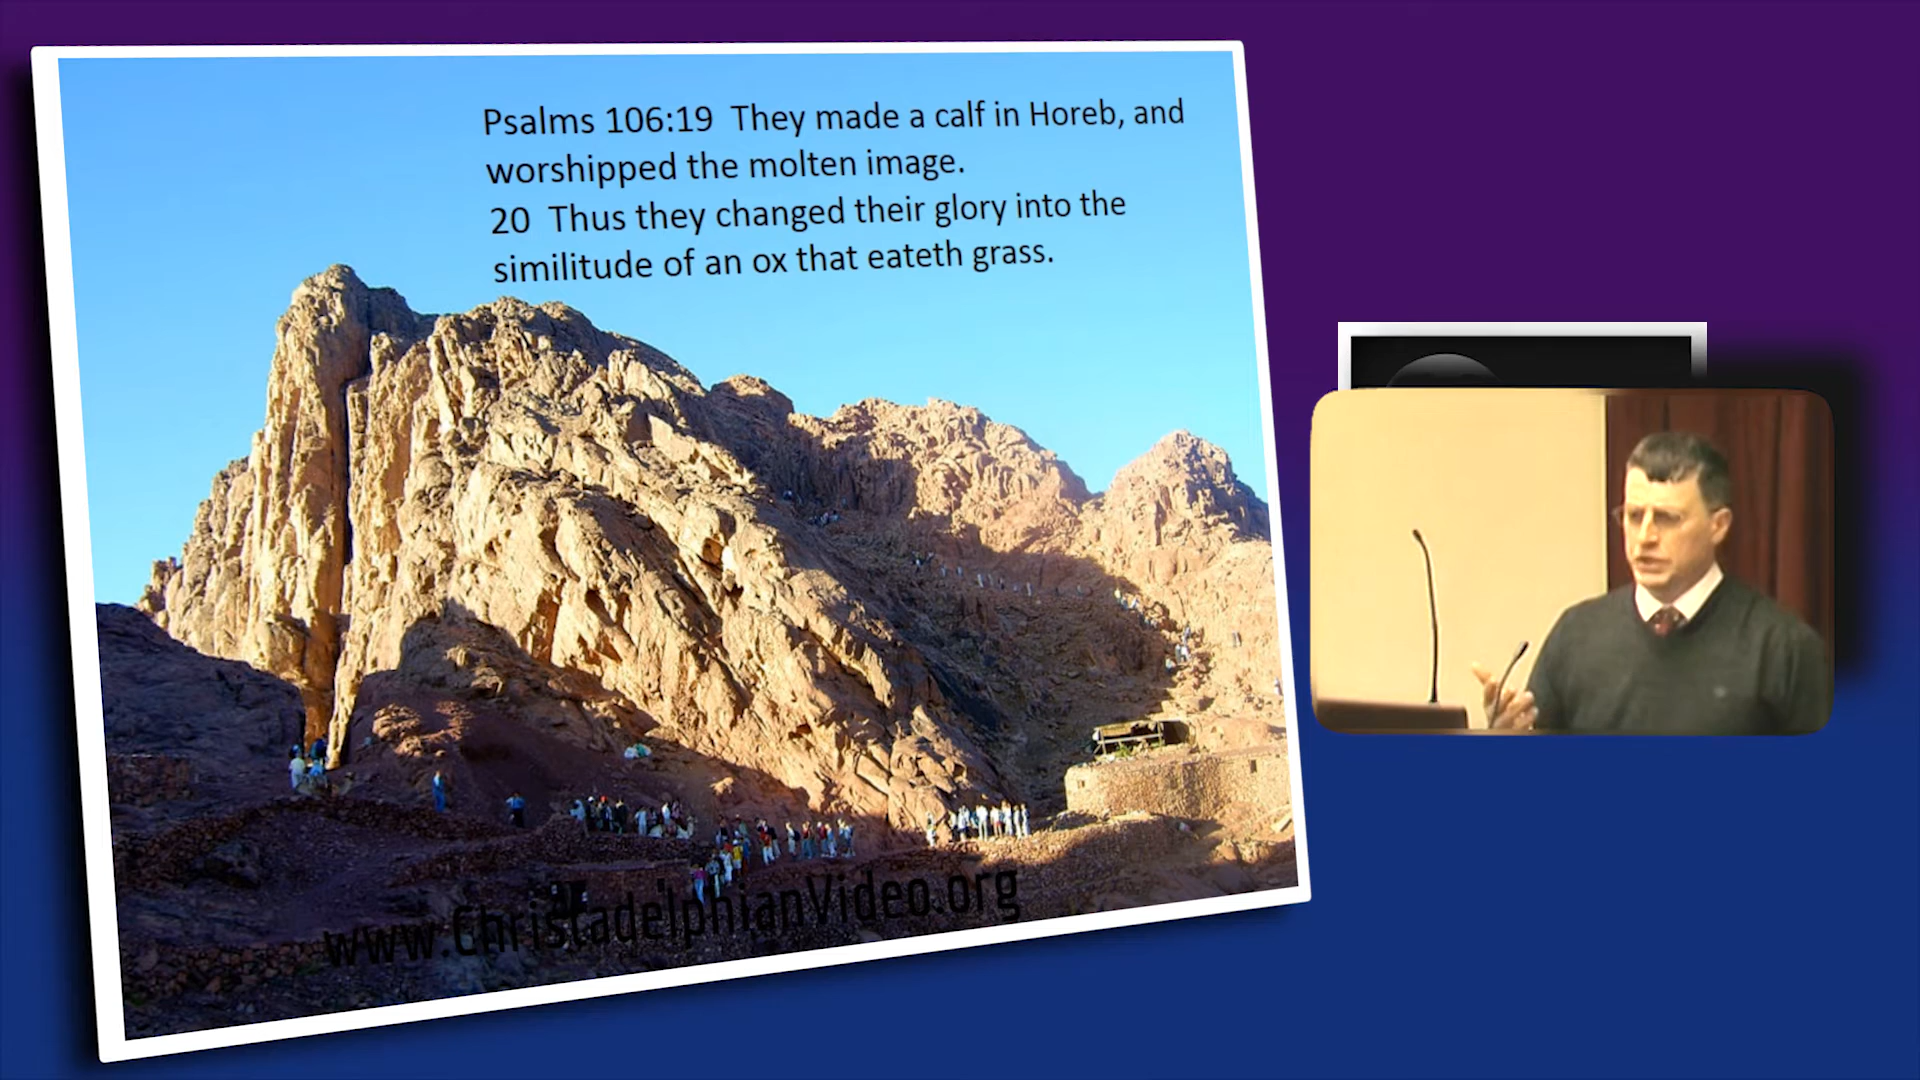 Psalms 106:19  They made a calf in Horeb, and
worshipped the molten image.
20  Thus they changed their glory into the
similitude of an ox that eateth grass.
www.ChristadelphianVideo.org